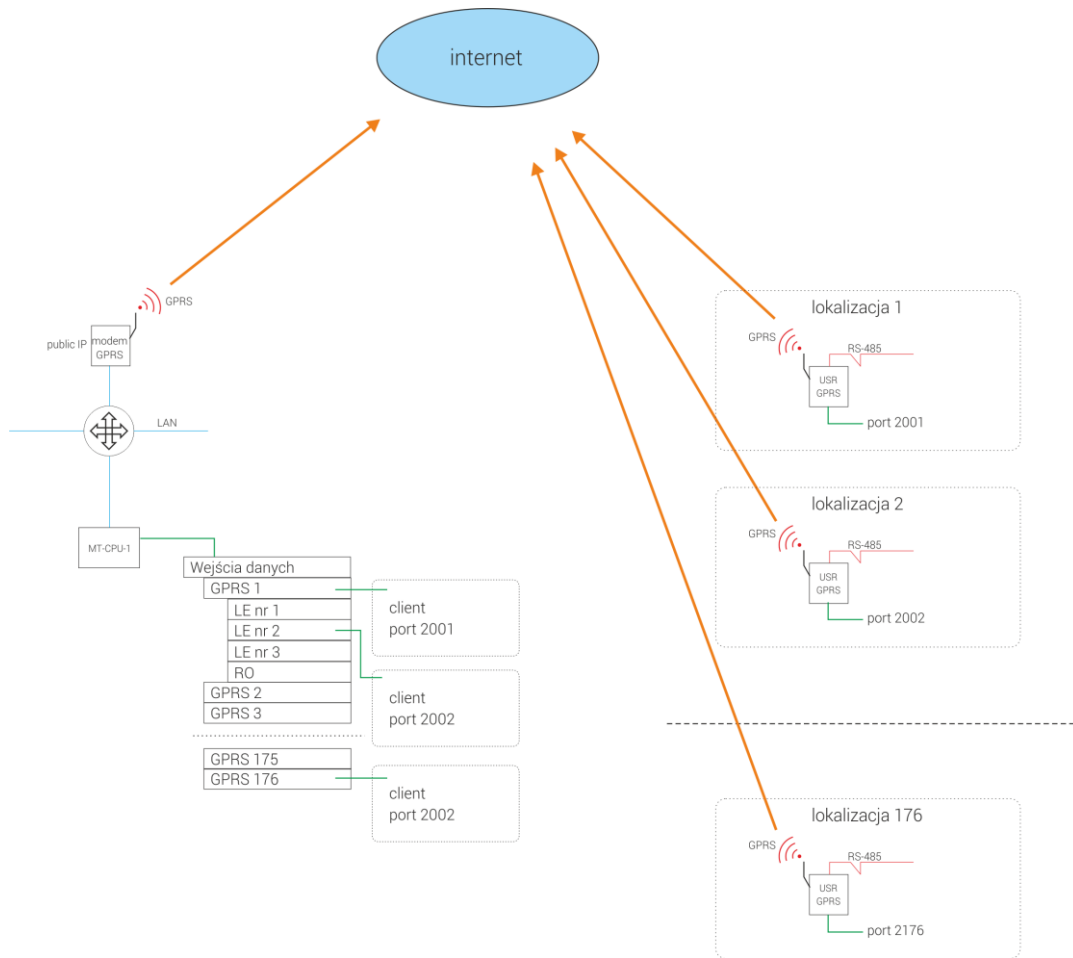 internet
GPRS
public IP
modem
GPRS
LAN
MT-CPU-1
Wejścia danych
GPRS 1
LE nr 1
LE nr 2
LE nr 3
RO
GPRS 2
GPRS 3
GPRS 175
GPRS 176
client
port 2001
client
port 2002
client
port 2002
lokalizacja 1
GPRS
RS-485
USR
GPRS
port 2001
lokalizacja 2
GPRS
RS-485
USR
GPRS
port 2002
lokalizacja 176
GPRS
RS-485
USR
GPRS
port 2176